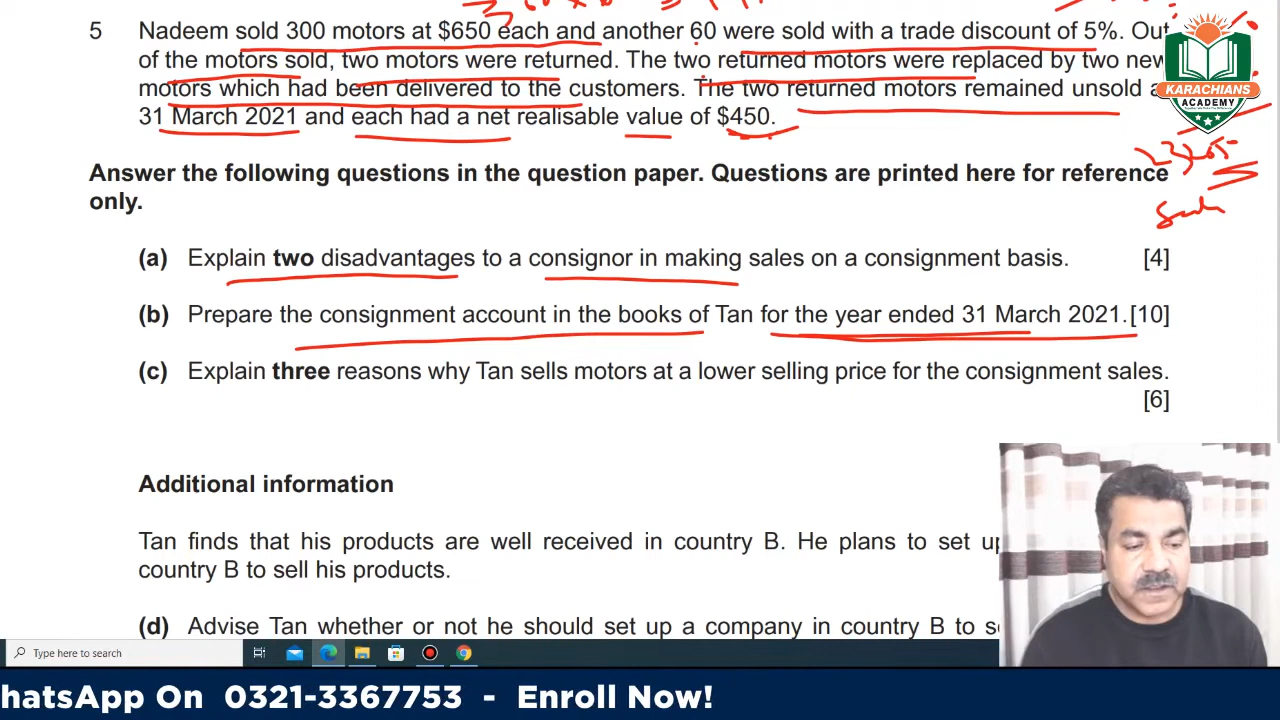 5 Nadeem sold 300 motors at $650 each and another 60 were sold with a trade discount of 5%. Out
of the motors sold, two motors were returned. The two returned motors were replaced by two new
motors which had been delivered to the customers. The two returned motors remained unsold
31 March 2021 and each had a net realisable value of $450.
KARACHIANS
ACADEMY
Answer the following questions in the question paper. Questions are printed here for reference
only.
(a) Explain two disadvantages to a consignor in making sales on a consignment basis. [4]
(b) Prepare the consignment account in the books of Tan for the year ended 31 March 2021. [10]
(c) Explain three reasons why Tan sells motors at a lower selling price for the consignment sales.
[6]
Additional information
Tan finds that his products are well received in country B. He plans to set up
country B to sell his products.
(d) Advise Tan whether or not he should set up a company in country B to
Type here to search
hatsApp On 0321-3367753 - Enroll Now!